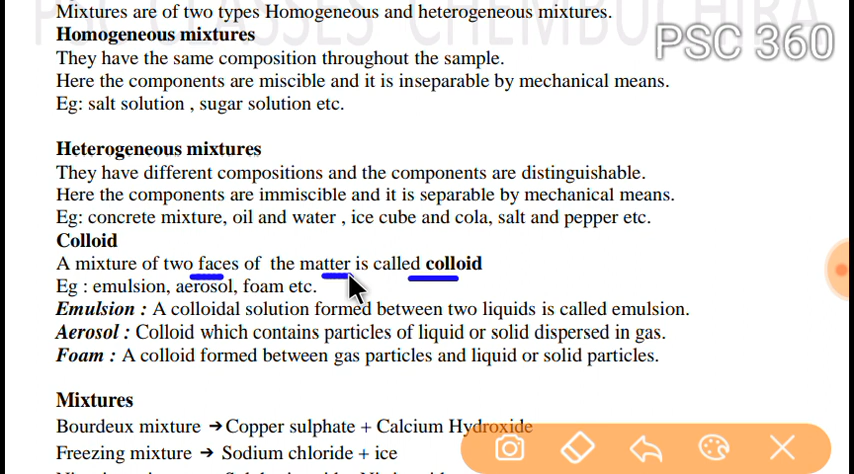 Mixtures are of two types Homogeneous and heterogeneous mixtures.
PSC CLASSES CHEMBUCHIRA
PSC 360
Homogeneous mixtures
They have the same composition throughout the sample.
Here the components are miscible and it is inseparable by mechanical means.
Eg: salt solution , sugar solution etc.
Heterogeneous mixtures
They have different compositions and the components are distinguishable.
Here the components are immiscible and it is separable by mechanical means.
Eg: concrete mixture, oil and water , ice cube and cola, salt and pepper etc.
Colloid
A mixture of two faces of the matter is called colloid
Eg : emulsion, aerosol, foam etc.
Emulsion : A colloidal solution formed between two liquids is called emulsion.
Aerosol : Colloid which contains particles of liquid or solid dispersed in gas.
Foam : A colloid formed between gas particles and liquid or solid particles.
Mixtures
Bourdeux mixture ➔ Copper sulphate + Calcium Hydroxide
Freezing mixture ➔ Sodium chloride + ice